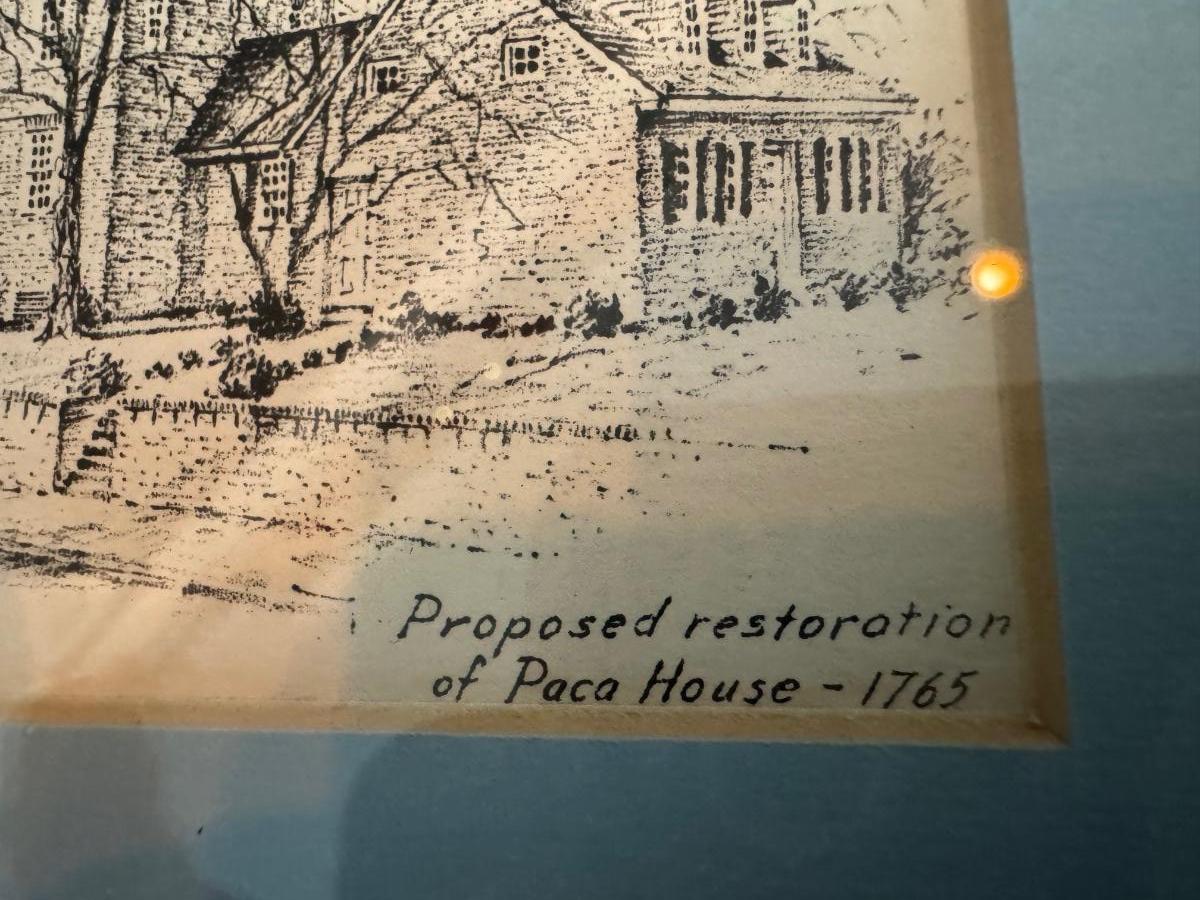 Proposed restoration
of Paca House - 1765